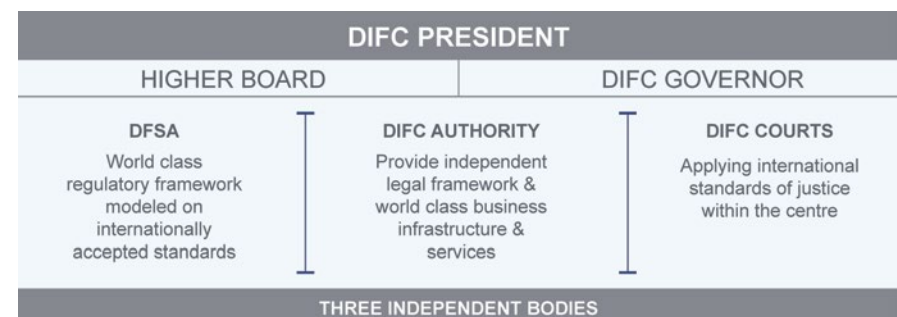 DIFC PRESIDENT
HIGHER BOARD
DIFC GOVERNOR
DFSA
World class
regulatory framework
modeled on
internationally
accepted standards
DIFC AUTHORITY
Provide independent
legal framework &
world class business
infrastructure &
services
DIFC COURTS
Applying international
standards of justice
within the centre
THREE INDEPENDENT BODIES